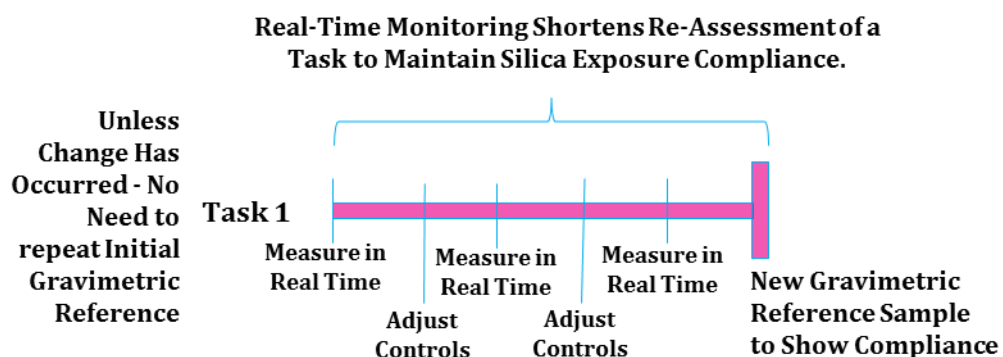 Real-Time Monitoring Shortens Re-Assessment of a
Task to Maintain Silica Exposure Compliance.
Unless
Change Has
Occurred - No
Need to
repeat Initial
Gravimetric
Reference
Task 1
Measure in
Real Time
Adjust
Controls
Measure in
Real Time
Adjust
Controls
Measure in
Real Time
New Gravimetric
Reference Sample
to Show Compliance